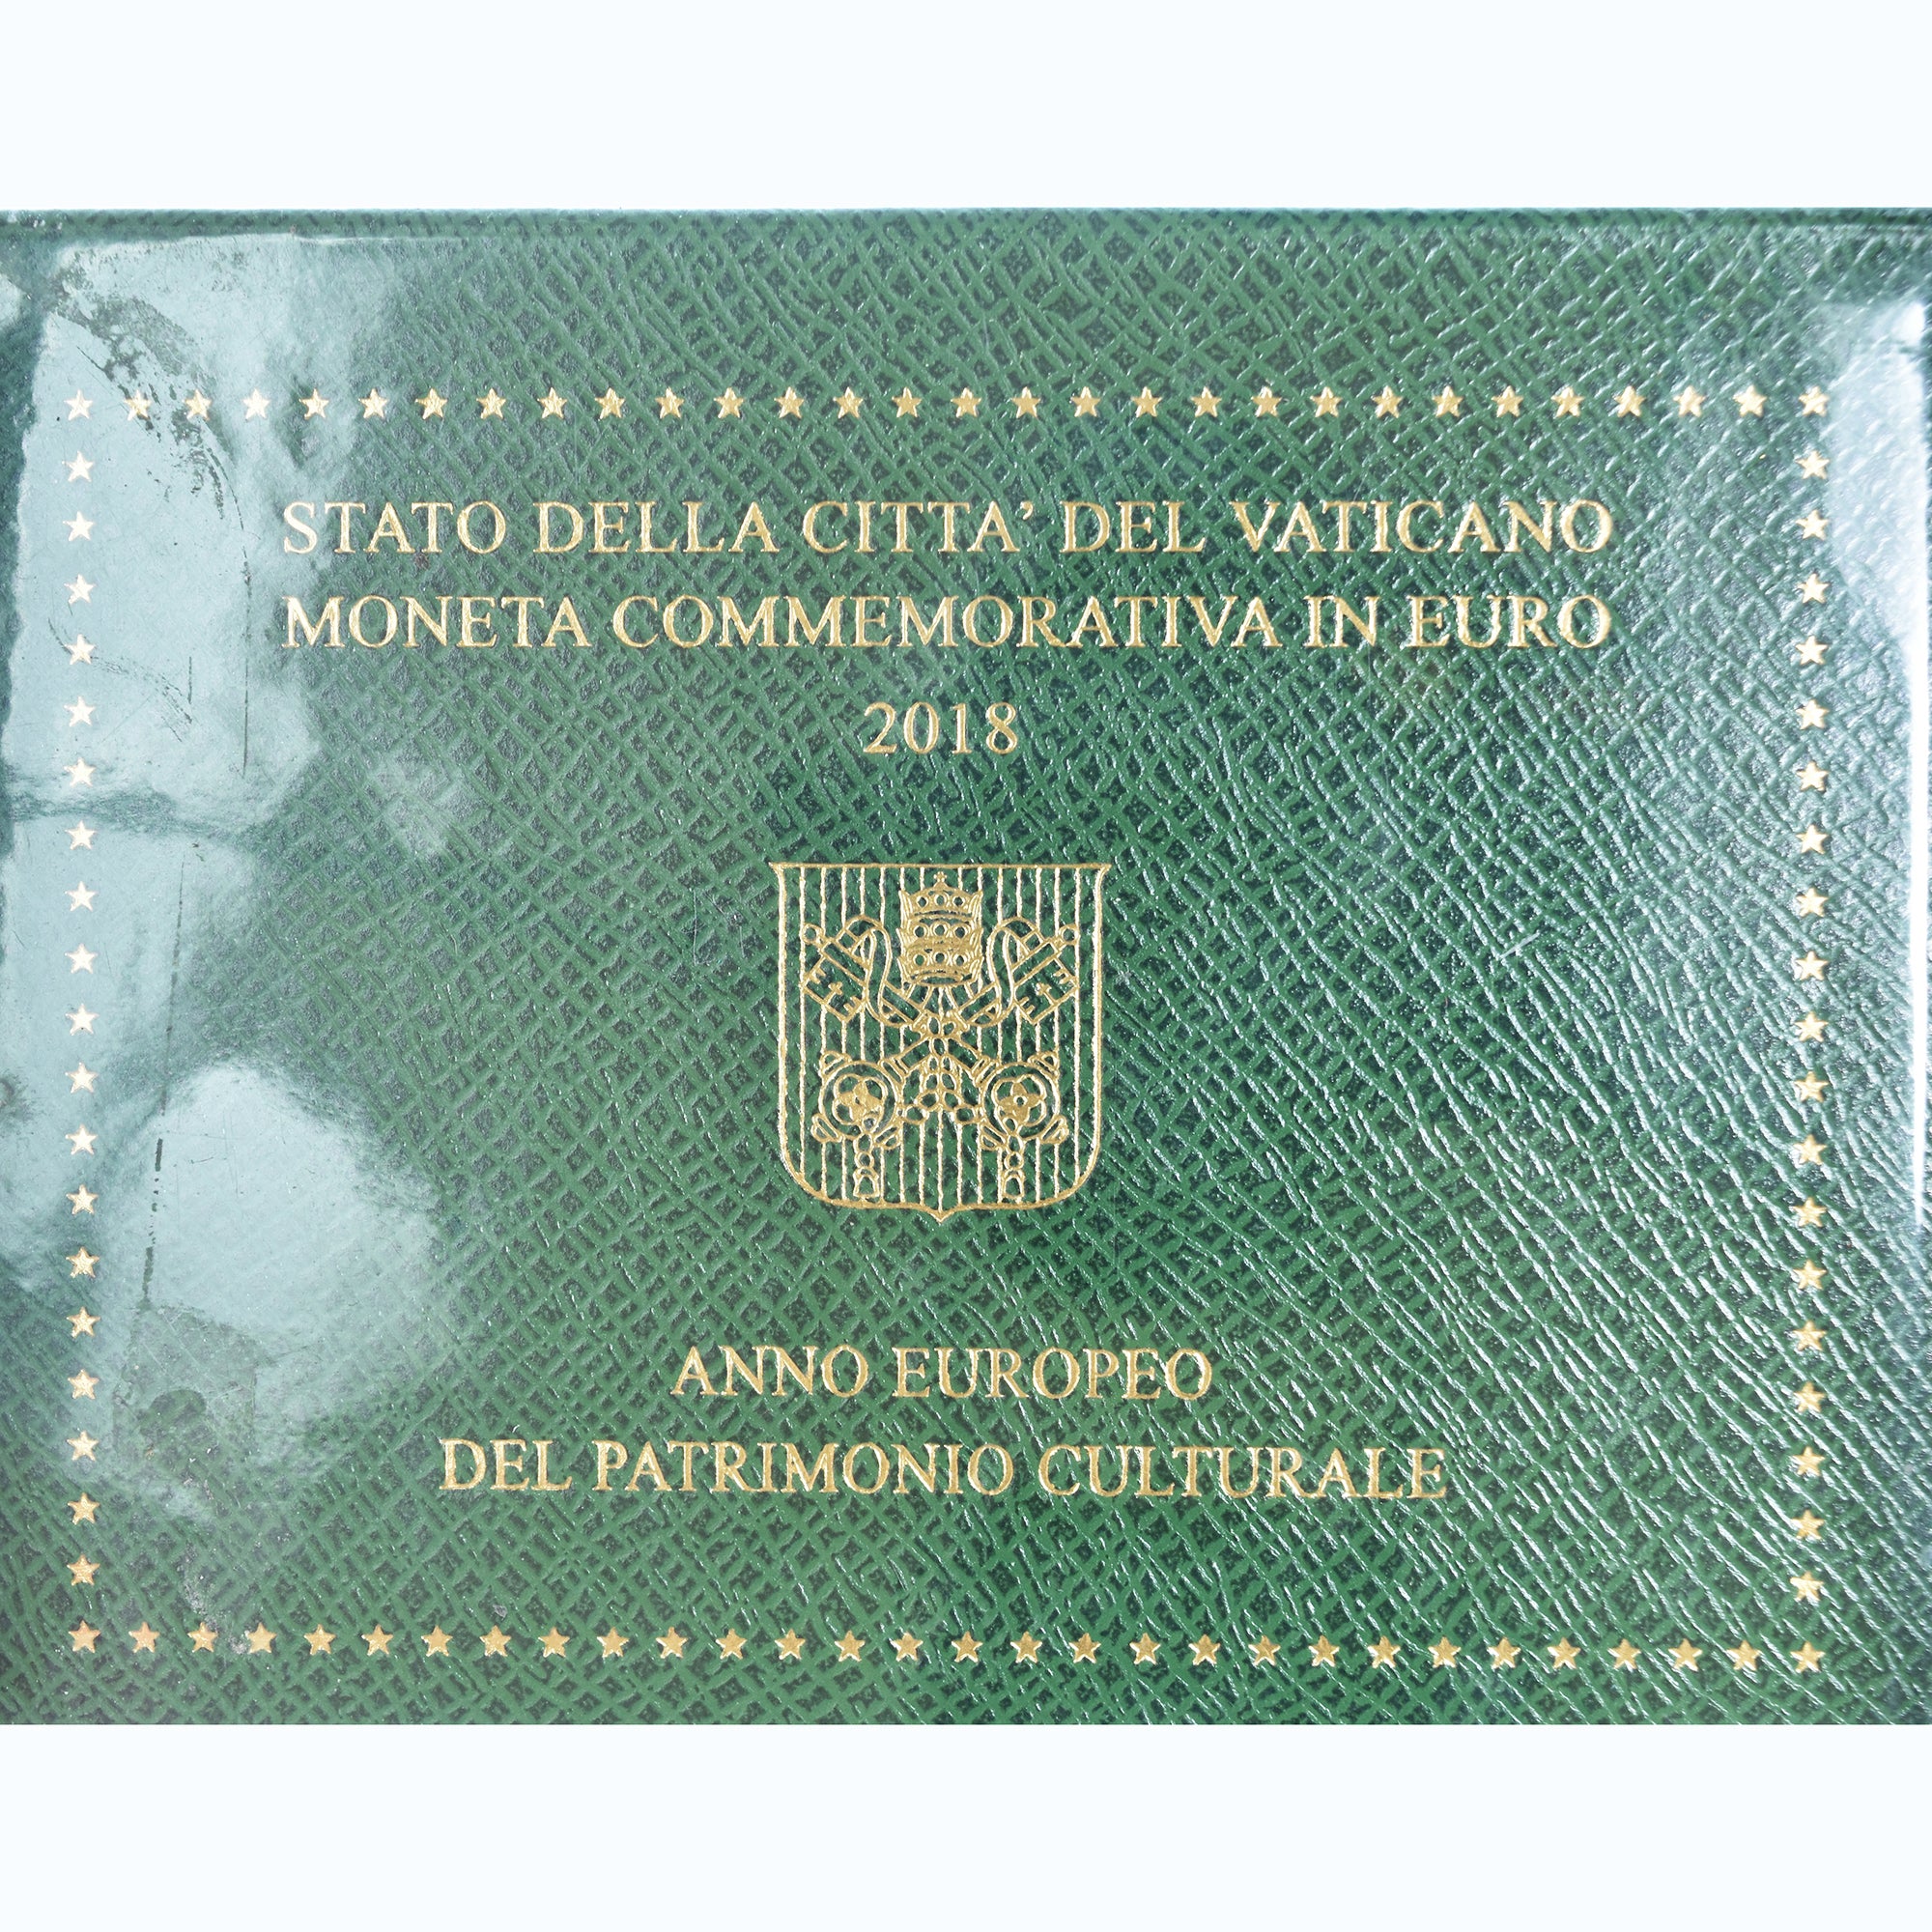 STATO DELLA CITTA' DEL VATICANO
MONETA COMMEMORATIVA IN EURO
2018
ANNO EUROPEO
DEL PATRIMONIO CULTURALE